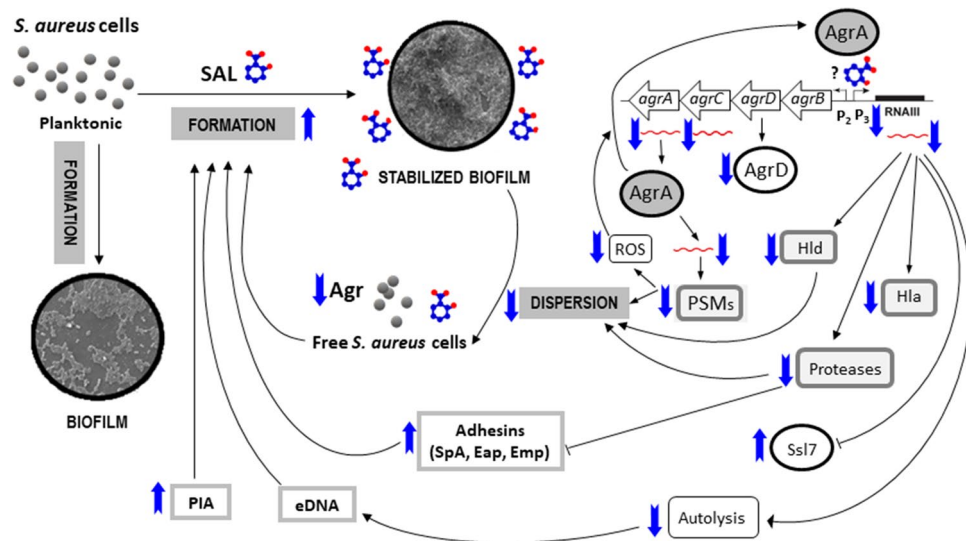 S. aureus cells
Planktonic
SAL
FORMATION
FORMATION
BIOFILM
STABILIZED BIOFILM
Agr
Free S. aureus cells
AgrA
?
agrA
agrC
agrD
agrB
P2 P3
RNAIII
AgrA
AgrD
ROS
PSMs
DISPERSION
Hld
Hla
Proteases
Ssl7
Adhesins
(SpA, Eap, Emp)
PIA
eDNA
Autolysis